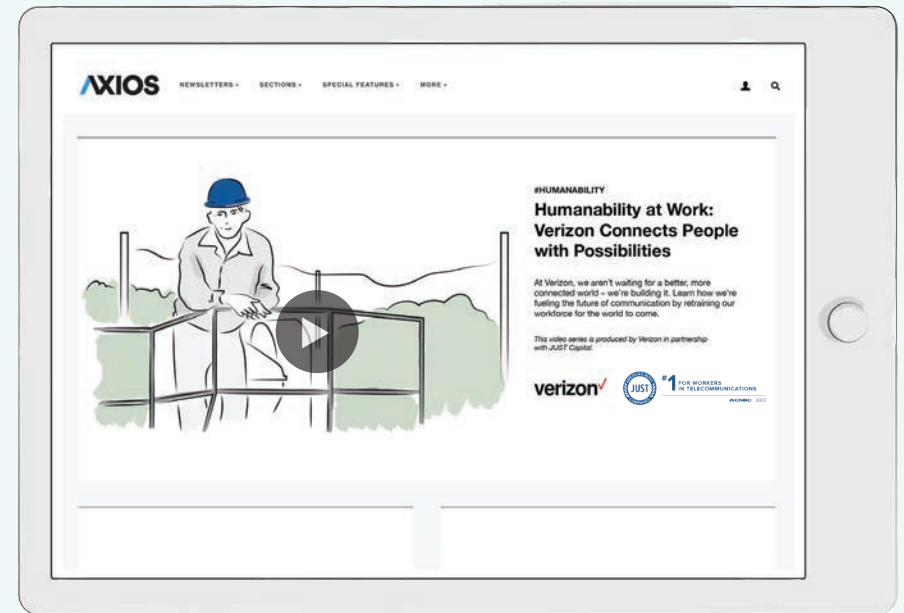 AXIOS
NEWSLETTERS
SECTIONS
SPECIAL FEATURES
MORE
#HUMANABILITY
Humanability at Work:
Verizon Connects People
with Possibilities
At Verizon, we aren't waiting for a better, more
connected world – we're building it. Learn how we're
fueling the future of communication by retraining our
workforce for the world to come.
This video series is produced by Verizon in partnership
with JUST Capital.
verizon
JUST
#1 FOR WORKERS
IN TELECOMMUNICATIONS
CNBC 2023